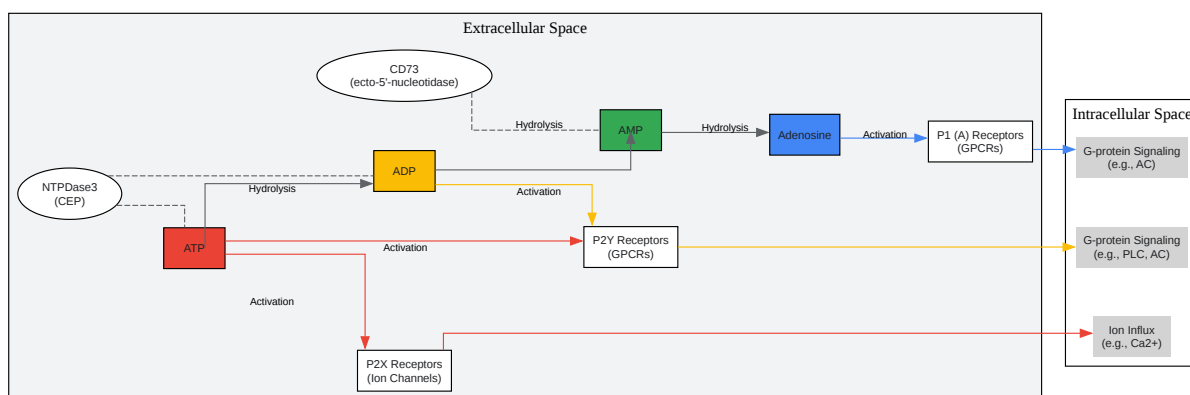 Extracellular Space
CD73
(ecto-5'-nucleotidase)
Intracellular Space
Hydrolysis
AMP
Hydrolysis
Adenosine
Activation
P1 (A) Receptors
(GPCRs)
G-protein Signaling
(e.g., AC)
NTPDase3
(CEP)
Hydrolysis
ADP
Activation
ATP
Activation
P2Y Receptors
(GPCRs)
G-protein Signaling
(e.g., PLC, AC)
Activation
Ion Influx
(e.g., Ca2+)
P2X Receptors
(Ion Channels)